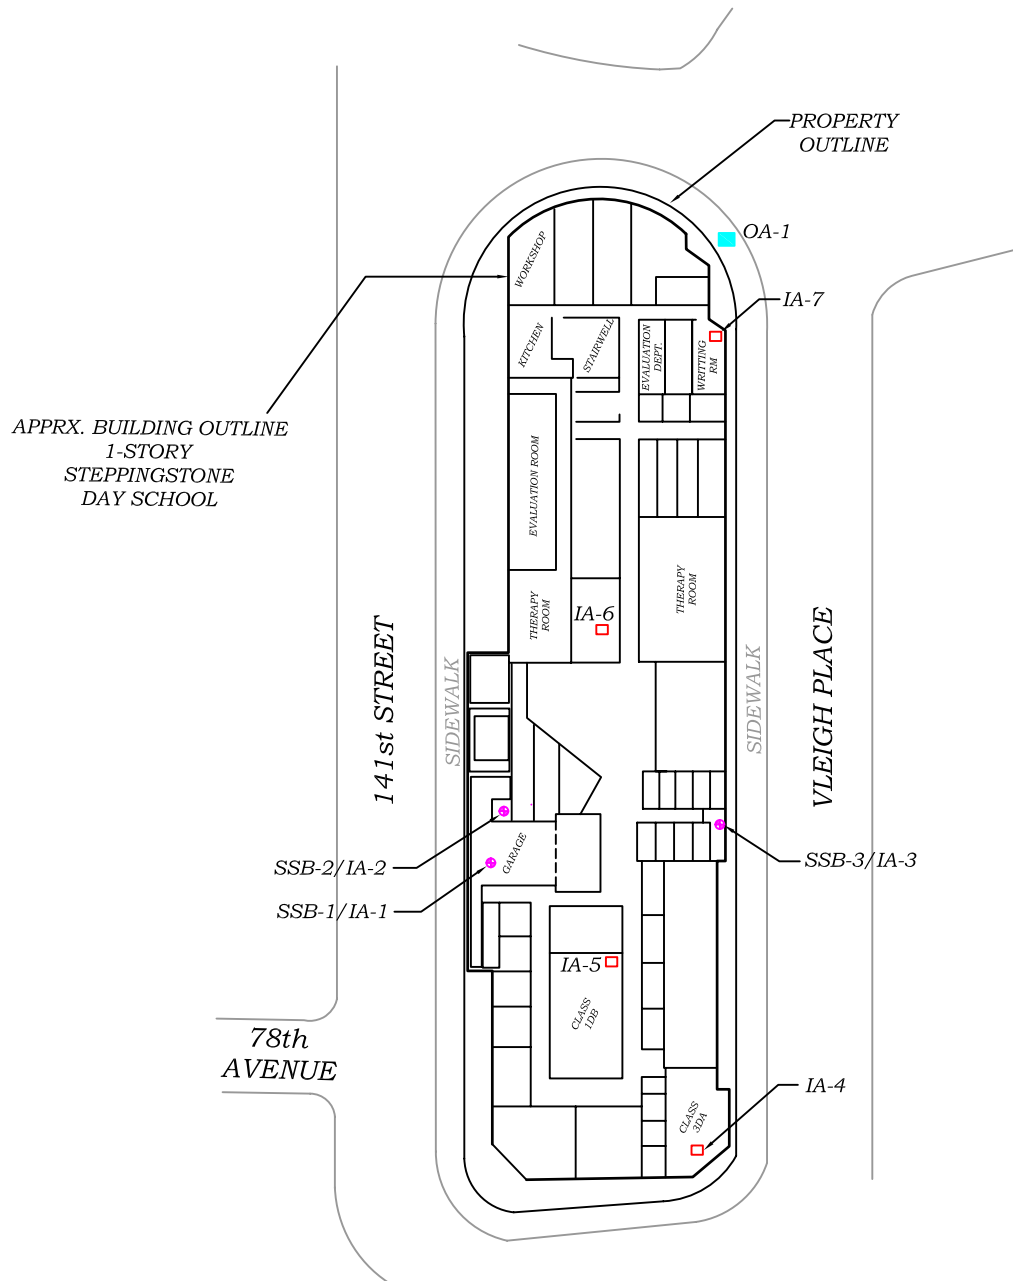 PROPERTY
OUTLINE
OA-1
WORKSHOP
IA-7
KITCHEN
STAIRWELL
EVALUATION
DEPT.
WRITTING
RM
APPRX. BUILDING OUTLINE
1-STORY
STEPPINGSTONE
DAY SCHOOL
EVALUATION ROOM
THERAPY
ROOM
THERAPY
ROOM
IA-6
141st STREET
SIDEWALK
SIDEWALK
VLEIGH PLACE
GARAGE
SSB-2/IA-2
SSB-3/IA-3
SSB-1/IA-1
IA-5
CLASS
1DB
78th
AVENUE
IA-4
CLASS
3DA